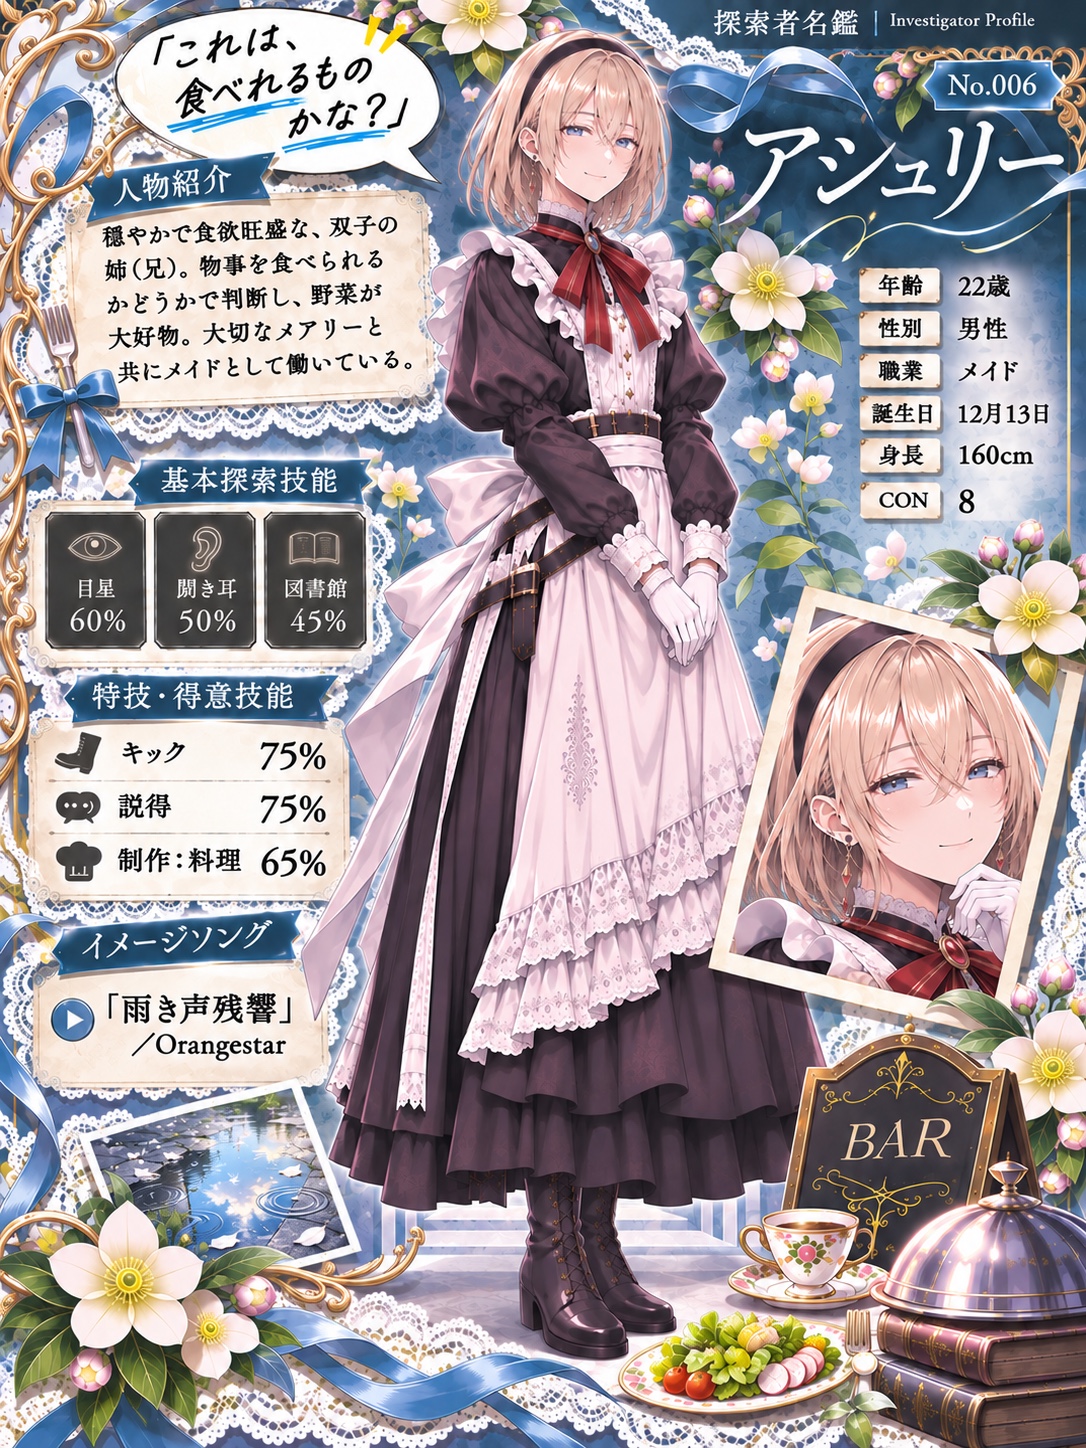 探索者名鑑 | Investigator Profile
No.006
アシュリー
「これは、
食べれるもの
かな？」
人物紹介
穏やかで食欲旺盛な、双子の
姉（兄）。物事を食べられる
かどうかで判断し、野菜が
大好物。大切なメアリーと
共にメイドとして働いている。
年齢 22歳
性別 男性
職業 メイド
誕生日 12月13日
身長 160cm
CON 8
基本探索技能
目星 聞き耳 図書館
60% 50% 45%
特技・得意技能
キック 75%
説得 75%
制作：料理 65%
イメージソング
「雨き声残響」
／Orangestar
BAR